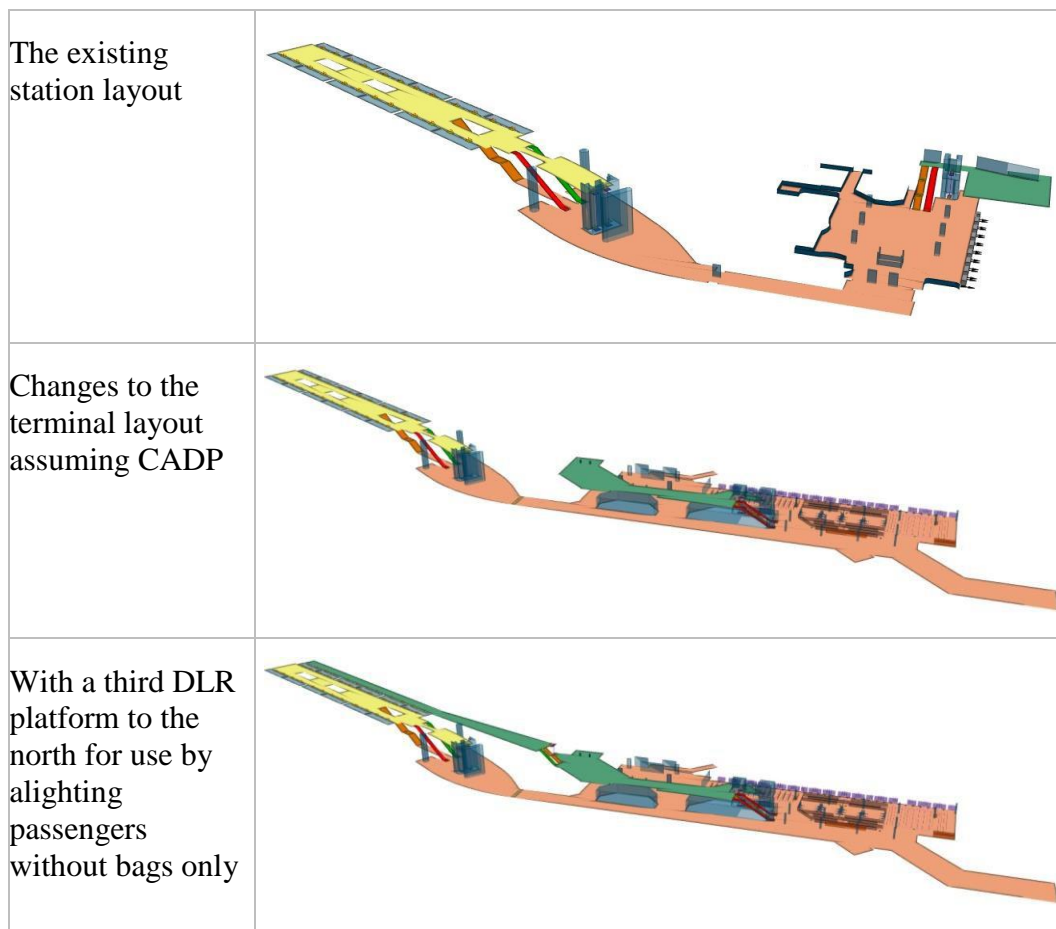 The existing
station layout
Changes to the
terminal layout
assuming CADP
With a third DLR
platform to the
north for use by
alighting
passengers
without bags only